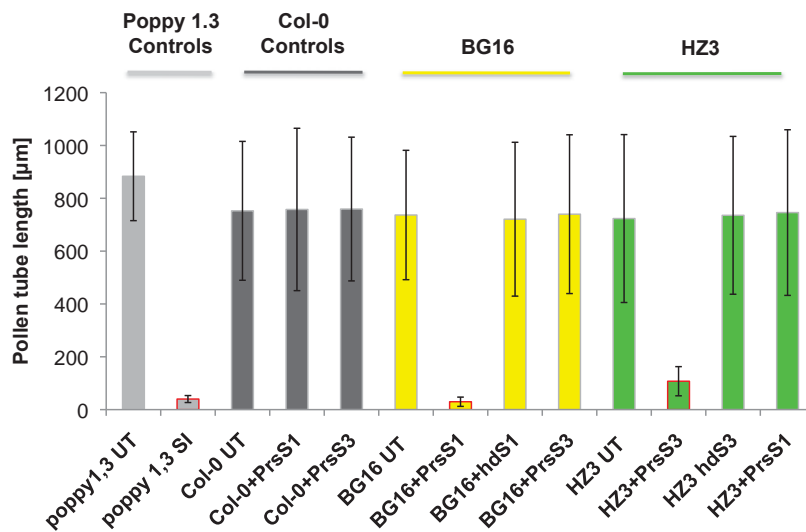 Poppy 1.3
Controls
Col-0
Controls
BG16
HZ3
Pollen tube length [µm]
1200
1000
800
600
400
200
0
poppy1,3 UT
poppy 1,3 SI
Col-0 UT
Col-0+PrsS1
Col-0+PrsS3
BG16 UT
BG16+PrsS1
BG16+hdS1
BG16+PrsS3
HZ3 UT
HZ3+PrsS3
HZ3 hdS3
HZ3+PrsS1